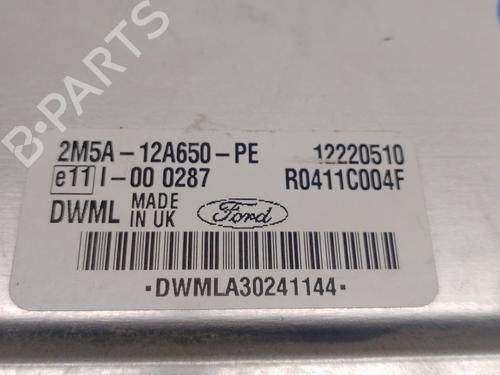 B-PARTS
2M5A-12A650-PE 12220510
e11 I-00 0287 R0411C004F
DWML MADE IN UK Ford
·DWMLA30241144·